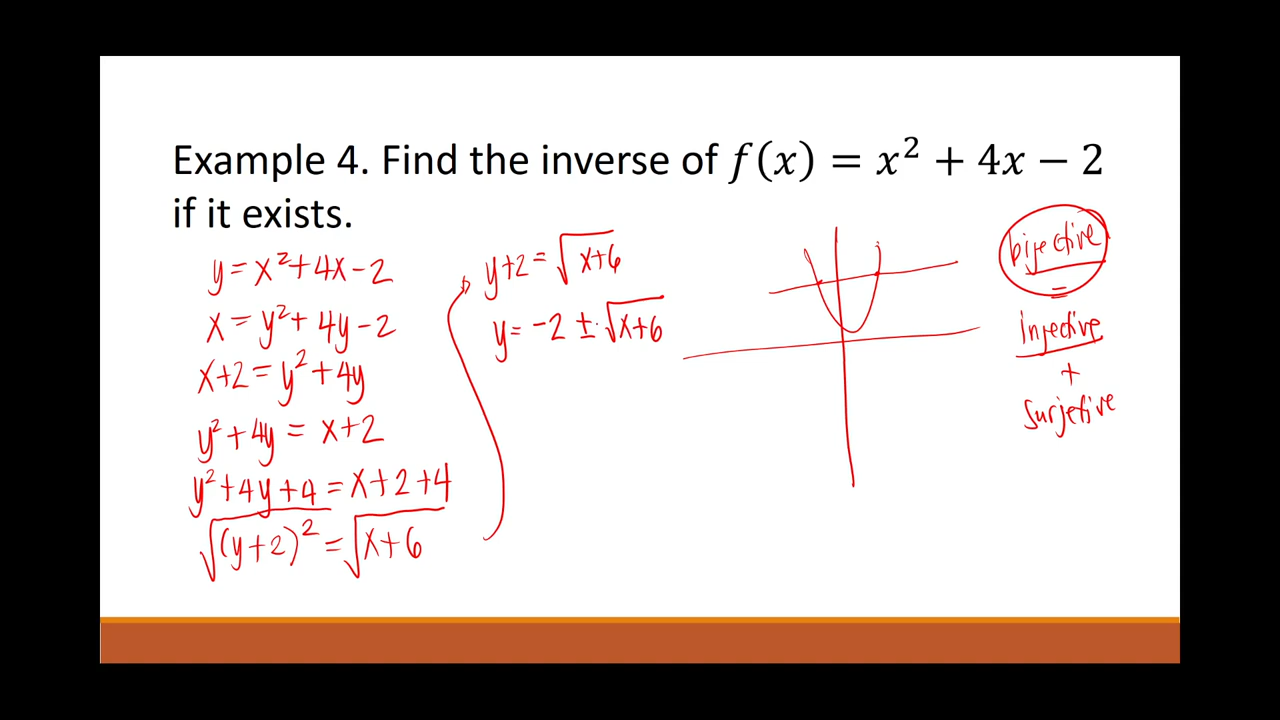 Example 4. Find the inverse of f(x) = x² + 4x − 2
if it exists.
y = x² + 4x − 2
x = y² + 4y − 2
x+2 = y² + 4y
y² + 4y = x+2
y² + 4y + 4 = x + 2 + 4
√(y+2)² = √x+6
y+2 = √x+6
y = −2 ± √x+6
bijective
=
injective
+
surjetive